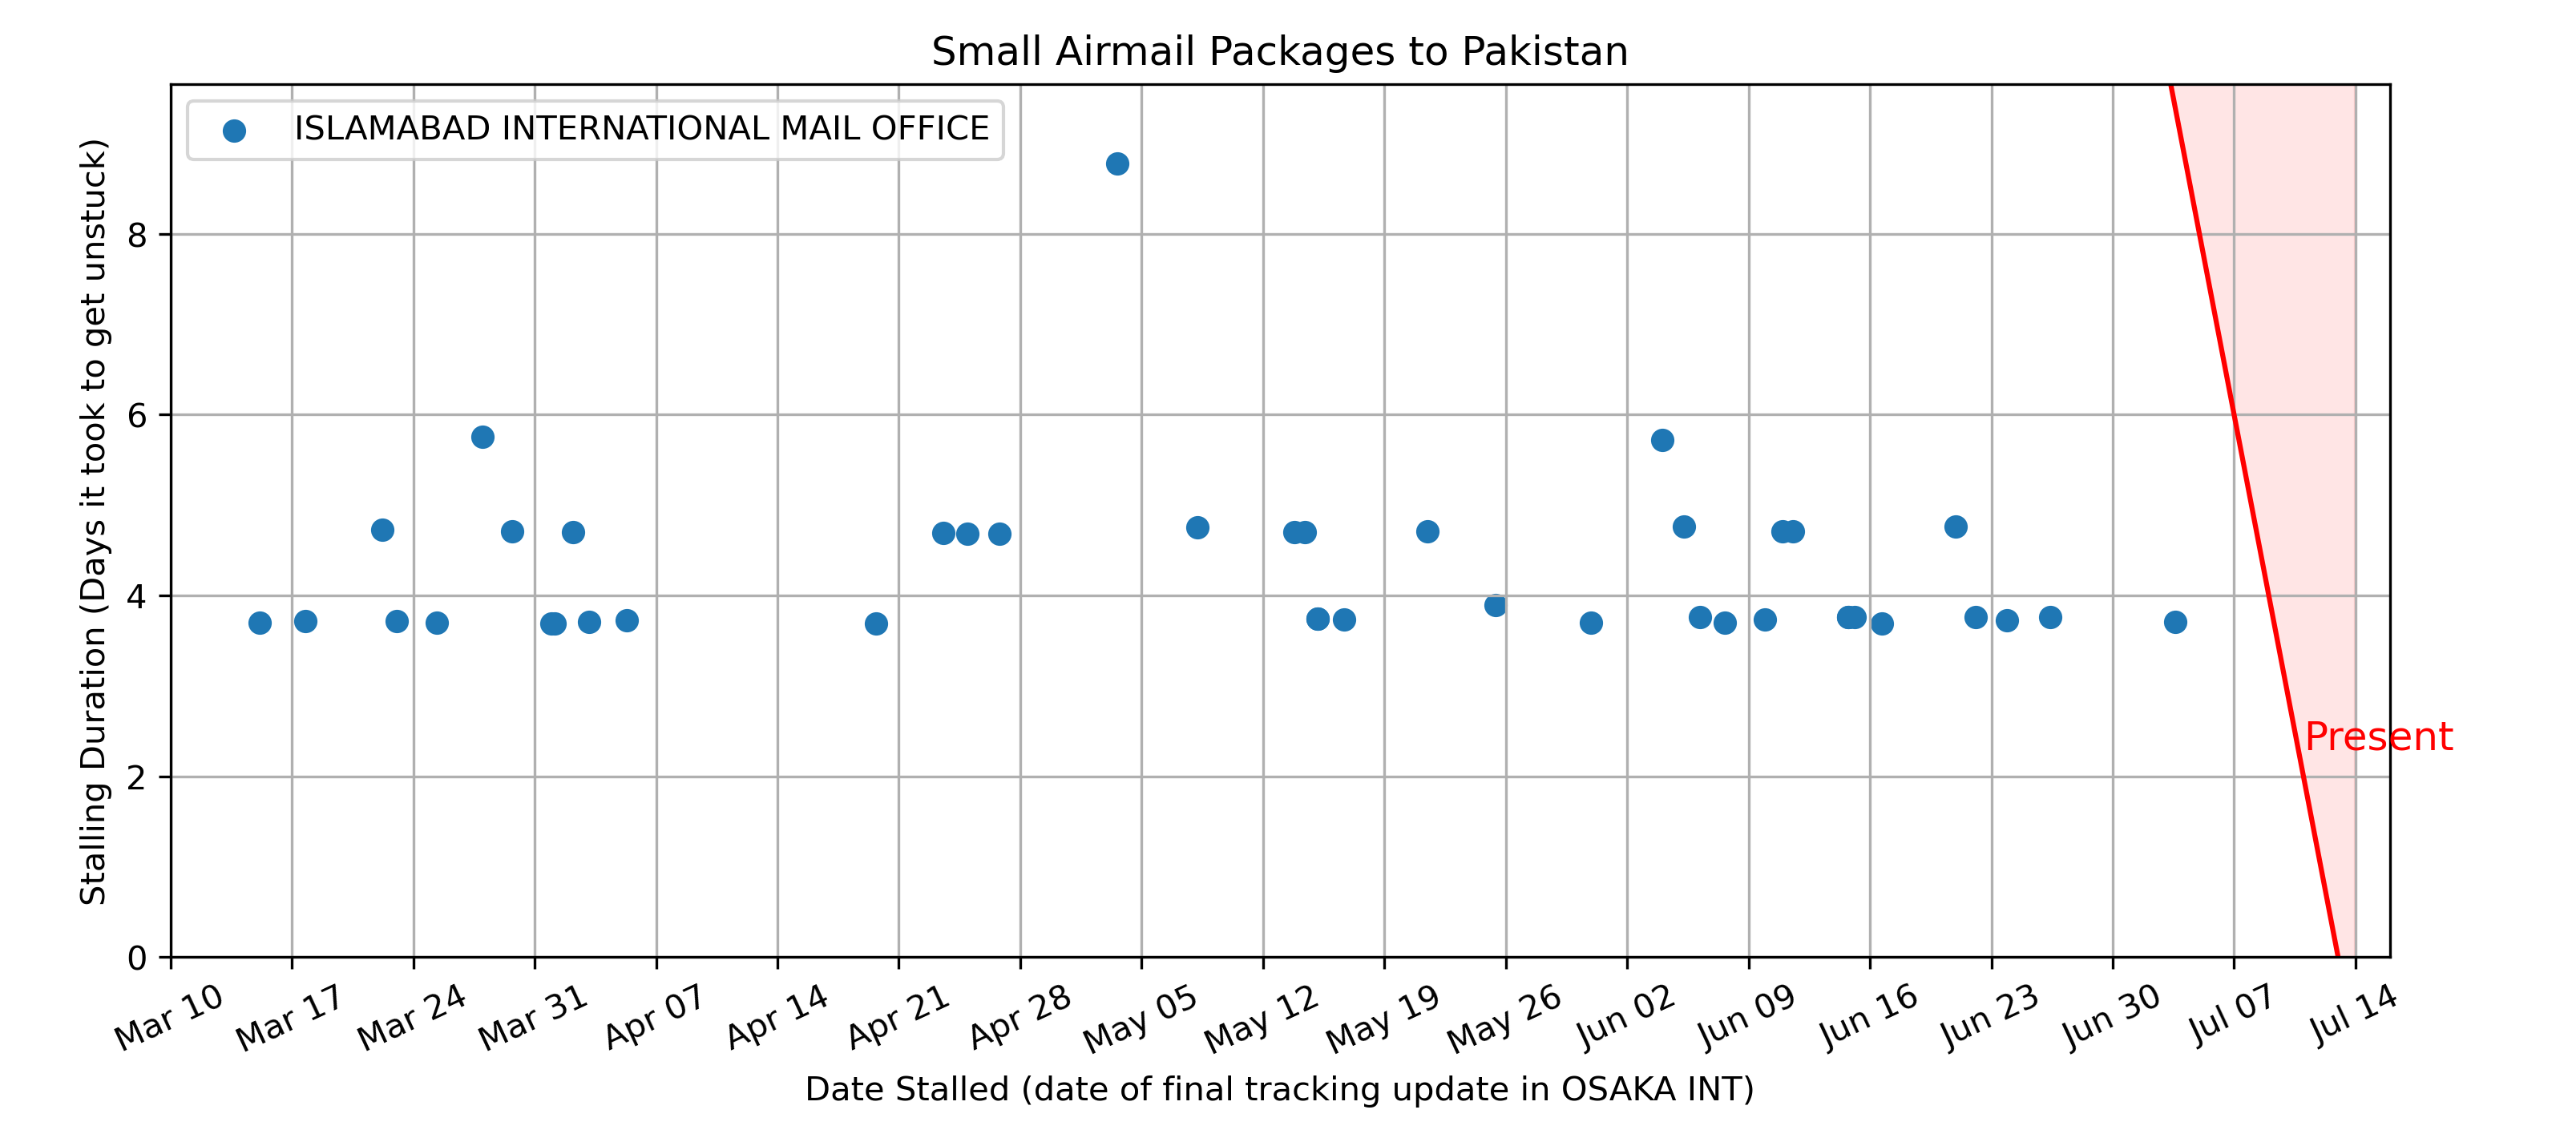 Small Airmail Packages to Pakistan
ISLAMABAD INTERNATIONAL MAIL OFFICE
Stalling Duration (Days it took to get unstuck)
8
6
4
2
0
Present
Mar 10
Mar 17
Mar 24
Mar 31
Apr 07
Apr 14
Apr 21
Apr 28
May 05
May 12
May 19
May 26
Jun 02
Jun 09
Jun 16
Jun 23
Jun 30
Jul 07
Jul 14
Date Stalled (date of final tracking update in OSAKA INT)